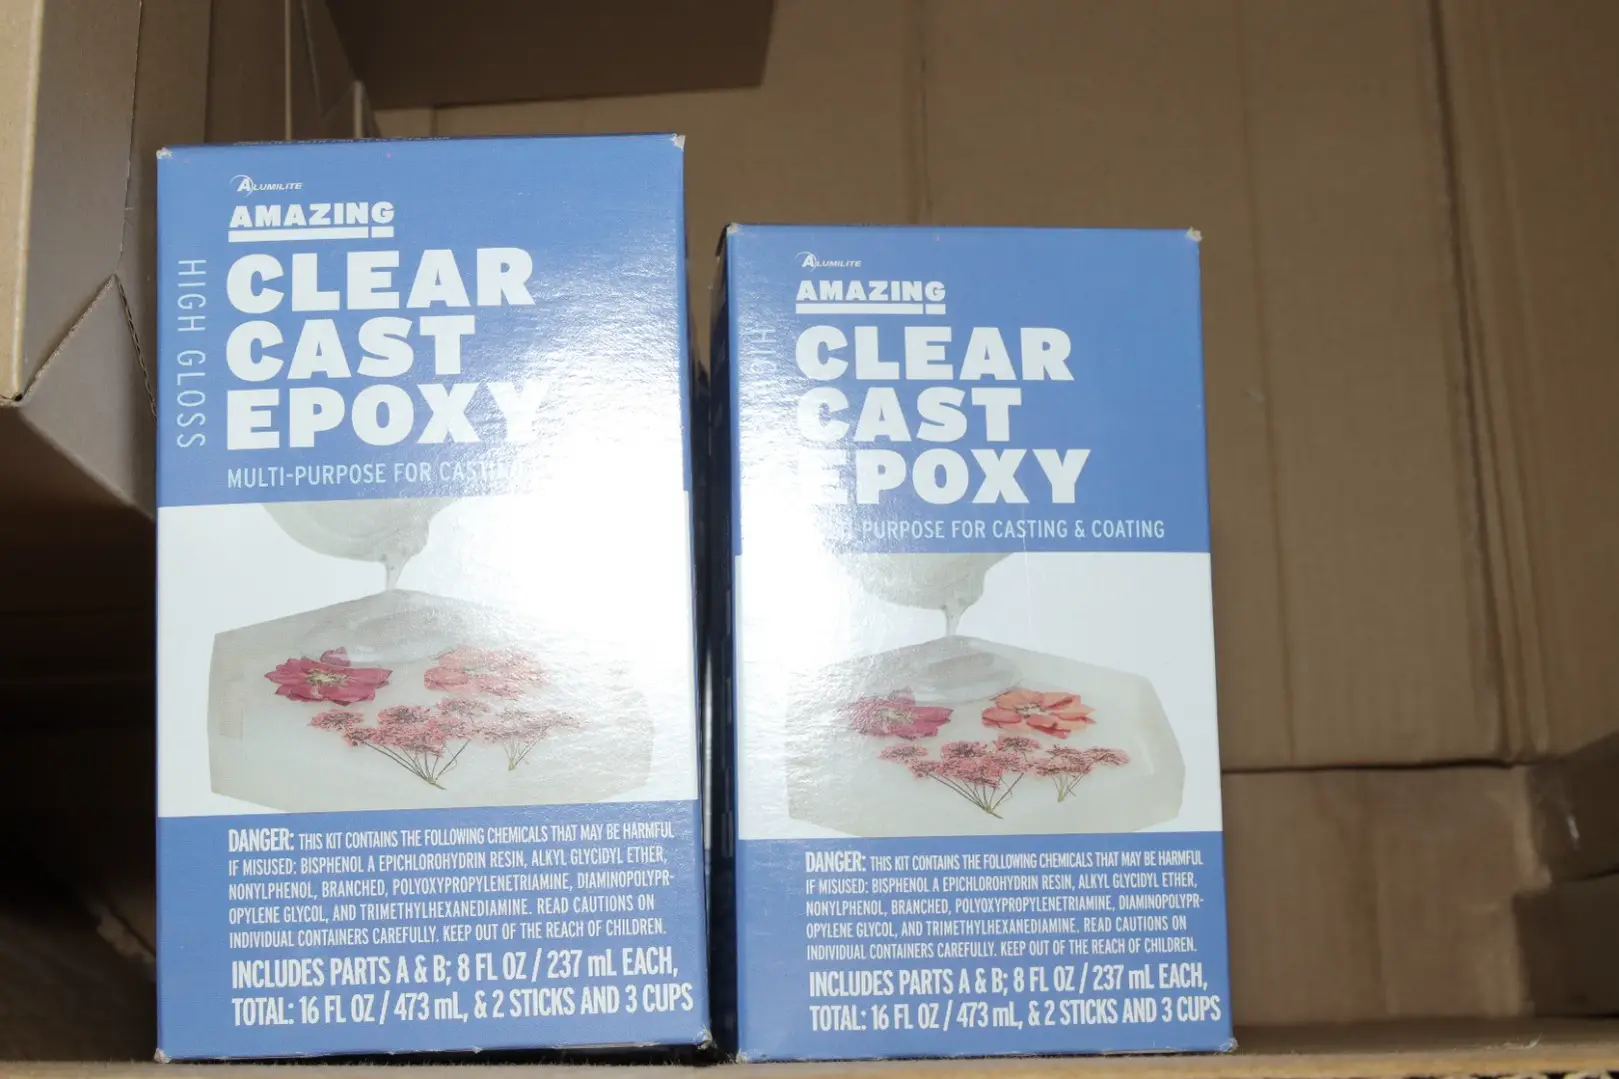 ALUMILITE
AMAZING
CLEAR
CAST
EPOXY
HIGH GLOSS
MULTI-PURPOSE FOR
DANGER: THIS KIT CONTAINS THE FOLLOWING CHEMICALS THAT MAY BE HARMFUL
IF MISUSED: BISPHENOL A EPICHLOROHYDRIN RESIN, ALKYL GLYCIDYL ETHER,
NONYLPHENOL, BRANCHED, POLYOXYPROPYLENETRIAMINE, DIAMINOPOLYPR-
OPYLENE GLYCOL, AND TRIMETHYLHEXANEDIAMINE. READ CAUTIONS ON
INDIVIDUAL CONTAINERS CAREFULLY. KEEP OUT OF THE REACH OF CHILDREN.
INCLUDES PARTS A & B; 8 FL OZ / 237 mL EACH,
TOTAL: 16 FL OZ / 473 mL, & 2 STICKS AND 3 CUPS
ALUMILITE
AMAZING
CLEAR
CAST
EPOXY
PURPOSE FOR CASTING & COATING
DANGER: THIS KIT CONTAINS THE FOLLOWING CHEMICALS THAT MAY BE HARMFUL
IF MISUSED: BISPHENOL A EPICHLOROHYDRIN RESIN, ALKYL GLYCIDYL ETHER,
NONYLPHENOL, BRANCHED, POLYOXYPROPYLENETRIAMINE, DIAMINOPOLYPR-
OPYLENE GLYCOL, AND TRIMETHYLHEXANEDIAMINE. READ CAUTIONS ON
INDIVIDUAL CONTAINERS CAREFULLY. KEEP OUT OF THE REACH OF CHILDREN.
INCLUDES PARTS A & B; 8 FL OZ / 237 mL EACH,
TOTAL: 16 FL OZ / 473 mL, & 2 STICKS AND 3 CUPS